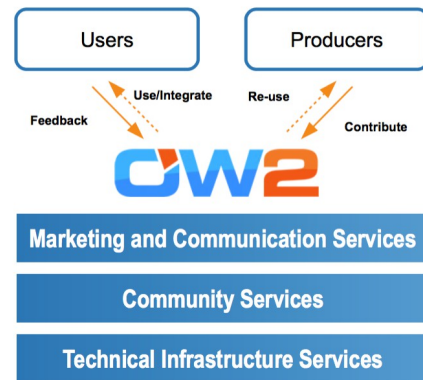 Users
Producers
Use/Integrate
Re-use
Feedback
Contribute
OW2
Marketing and Communication Services
Community Services
Technical Infrastructure Services